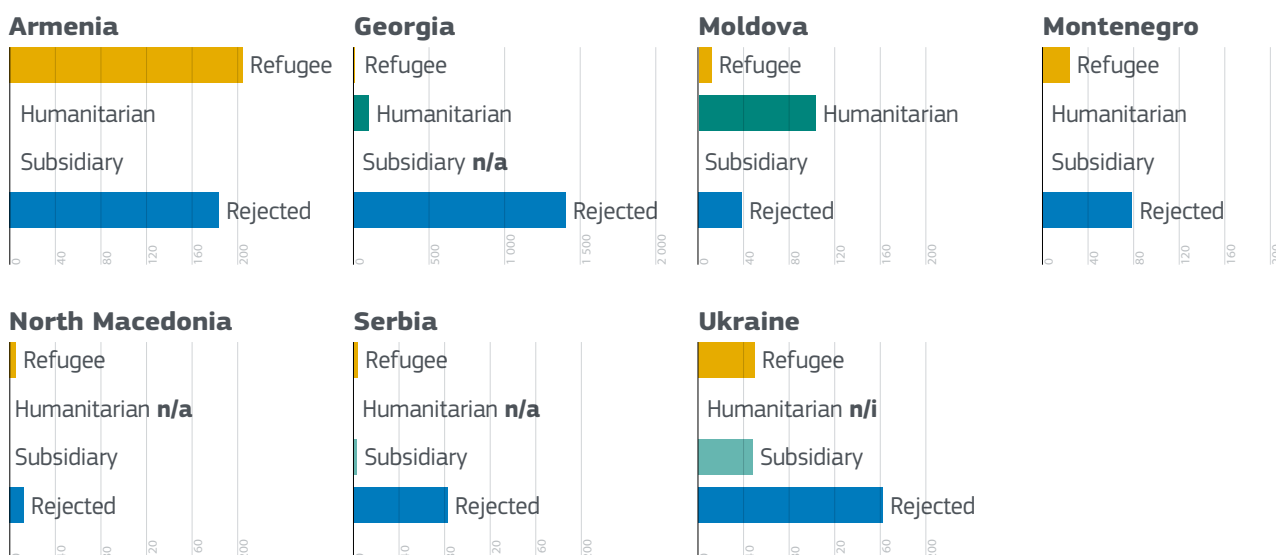 Armenia
Refugee
Humanitarian
Subsidiary
Rejected
0 40 80 120 160 200
Georgia
Refugee
Humanitarian
Subsidiary n/a
Rejected
0 500 1 000 1 500 2 000
Moldova
Refugee
Humanitarian
Subsidiary
Rejected
0 40 80 120 160 200
Montenegro
Refugee
Humanitarian
Subsidiary
Rejected
0 40 80 120 160 200
North Macedonia
Refugee
Humanitarian n/a
Subsidiary
Rejected
Serbia
Refugee
Humanitarian n/a
Subsidiary
Rejected
Ukraine
Refugee
Humanitarian n/i
Subsidiary
Rejected